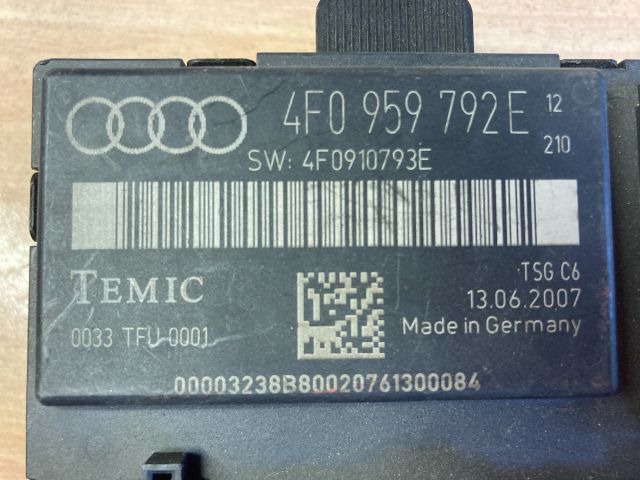 4F0 959 792E 12
210
SW: 4F0910793E
TEMIC
TSG C6
13.06.2007
0033 TFU 0001
Made in Germany
00003238B80020761300084